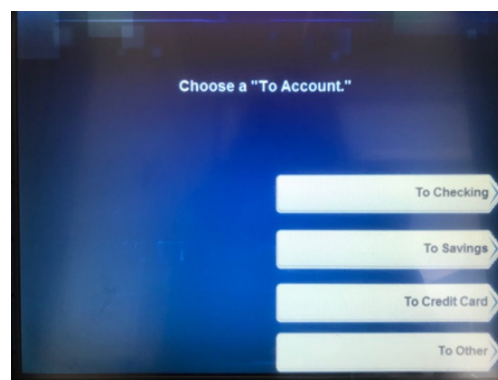 Choose a "To Account."
To Checking
To Savings
To Credit Card
To Other